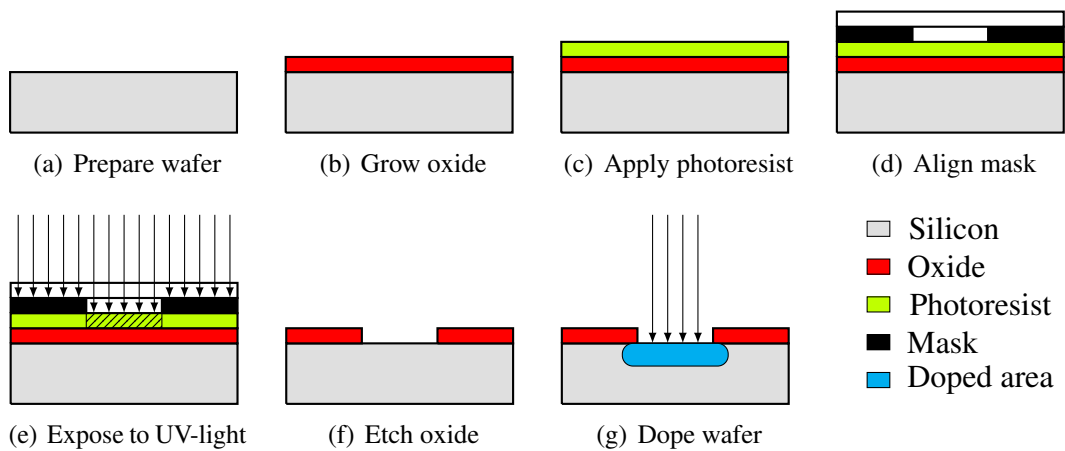 (a) Prepare wafer
(b) Grow oxide
(c) Apply photoresist
(d) Align mask
(e) Expose to UV-light
(f) Etch oxide
(g) Dope wafer
Silicon
Oxide
Photoresist
Mask
Doped area